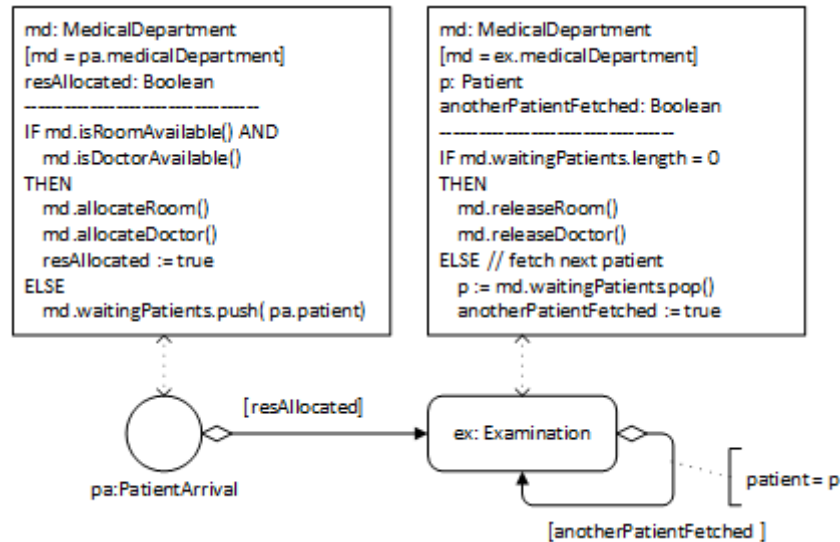 md: MedicalDepartment
[md = pa.medicalDepartment]
resAllocated: Boolean
------------------------------------
IF md.isRoomAvailable() AND
md.isDoctorAvailable()
THEN
md.allocateRoom()
md.allocateDoctor()
resAllocated := true
ELSE
md.waitingPatients.push( pa.patient)
md: MedicalDepartment
[md = ex.medicalDepartment]
p: Patient
anotherPatientFetched: Boolean
------------------------------------
IF md.waitingPatients.length = 0
THEN
md.releaseRoom()
md.releaseDoctor()
ELSE // fetch next patient
p := md.waitingPatients.pop()
anotherPatientFetched := true
[resAllocated]
pa:PatientArrival
ex: Examination
patient = p
[anotherPatientFetched ]